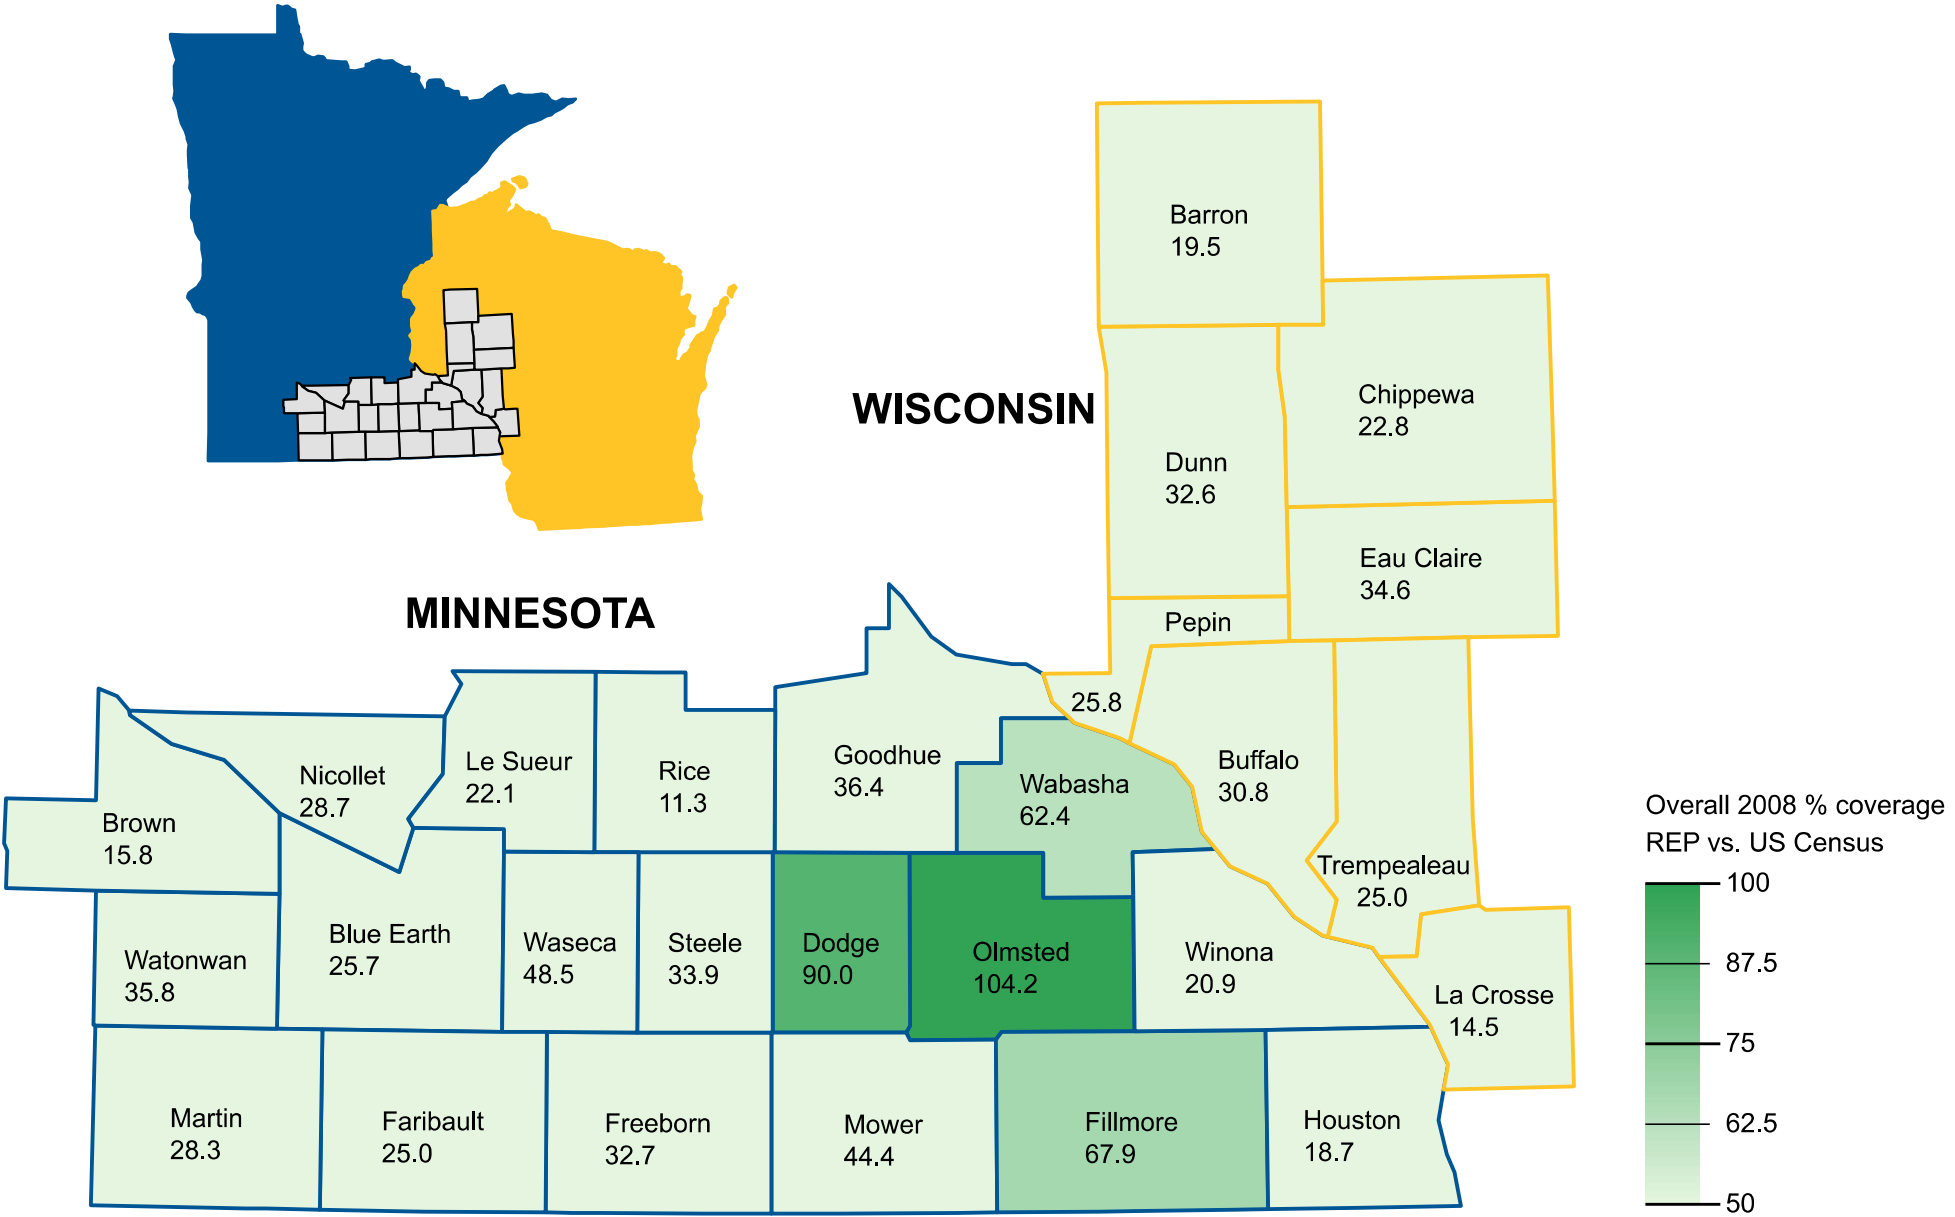 WISCONSIN
Barron
19.5
Chippewa
22.8
Dunn
32.6
Eau Claire
34.6
Pepin
25.8
Buffalo
30.8
Trempealeau
25.0
La Crosse
14.5
MINNESOTA
Brown
15.8
Nicollet
28.7
Le Sueur
22.1
Rice
11.3
Goodhue
36.4
Wabasha
62.4
Watonwan
35.8
Blue Earth
25.7
Waseca
48.5
Steele
33.9
Dodge
90.0
Olmsted
104.2
Winona
20.9
Martin
28.3
Faribault
25.0
Freeborn
32.7
Mower
44.4
Fillmore
67.9
Houston
18.7
Overall 2008 % coverage
REP vs. US Census
100
87.5
75
62.5
50